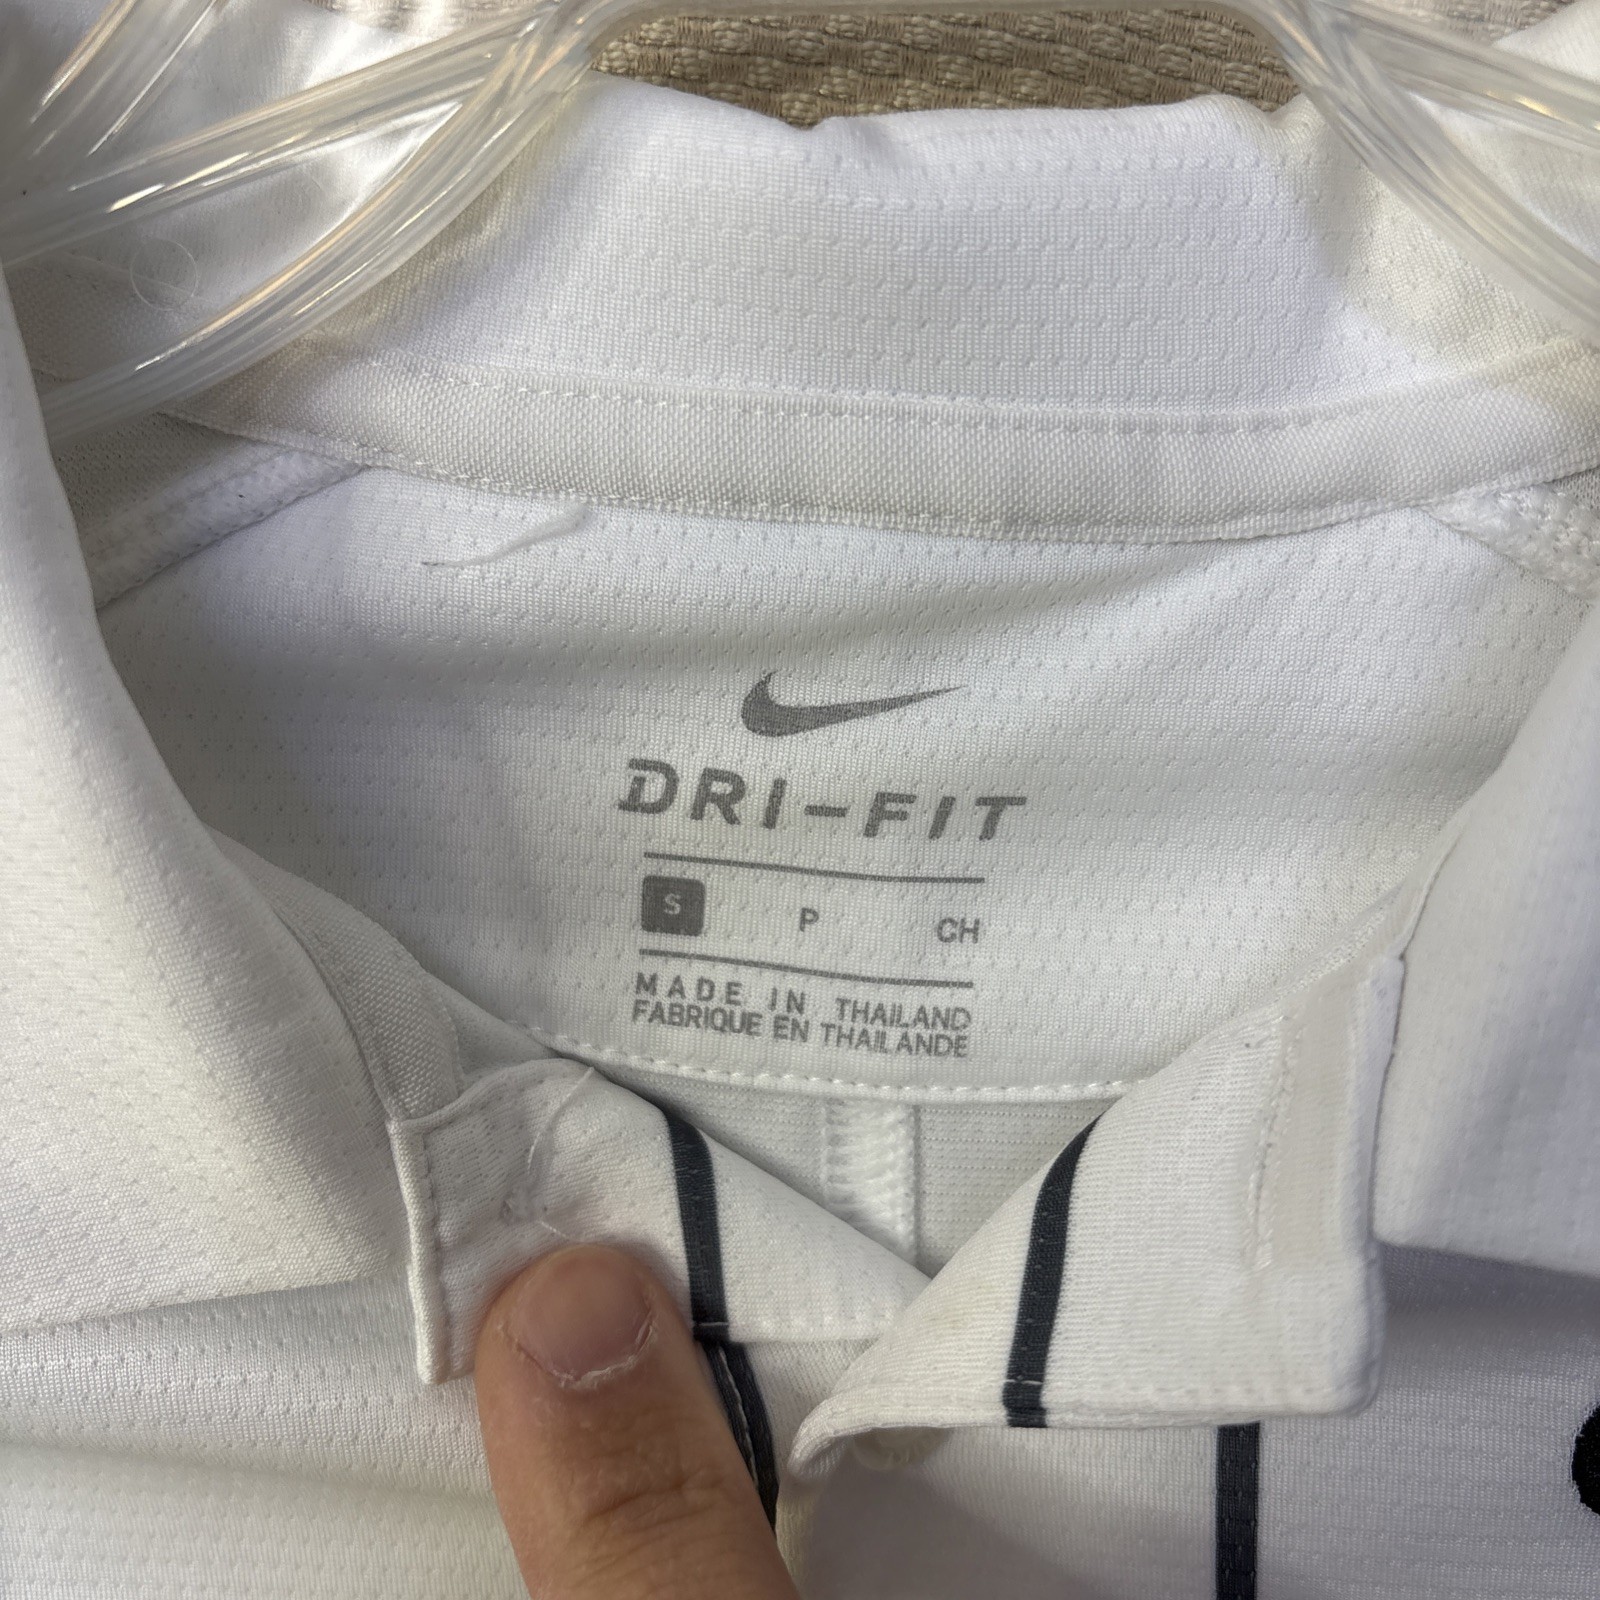 DRI-FIT
S P CH
MADE IN THAILAND
FABRIQUE EN THAILANDE